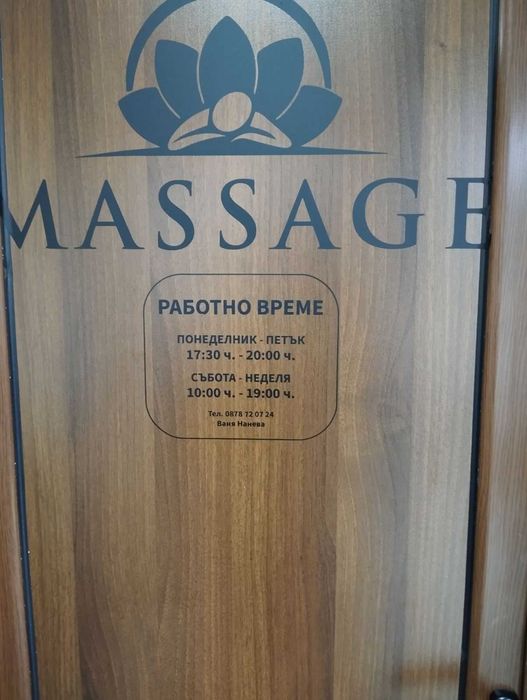 MASSAGE
РАБОТНО ВРЕМЕ
ПОНЕДЕЛНИК - ПЕТЪК
17:30 ч. - 20:00 ч.
СЪБОТА - НЕДЕЛЯ
10:00 ч. - 19:00 ч.
Тел. 0878 72 07 24
Ваня Нанева